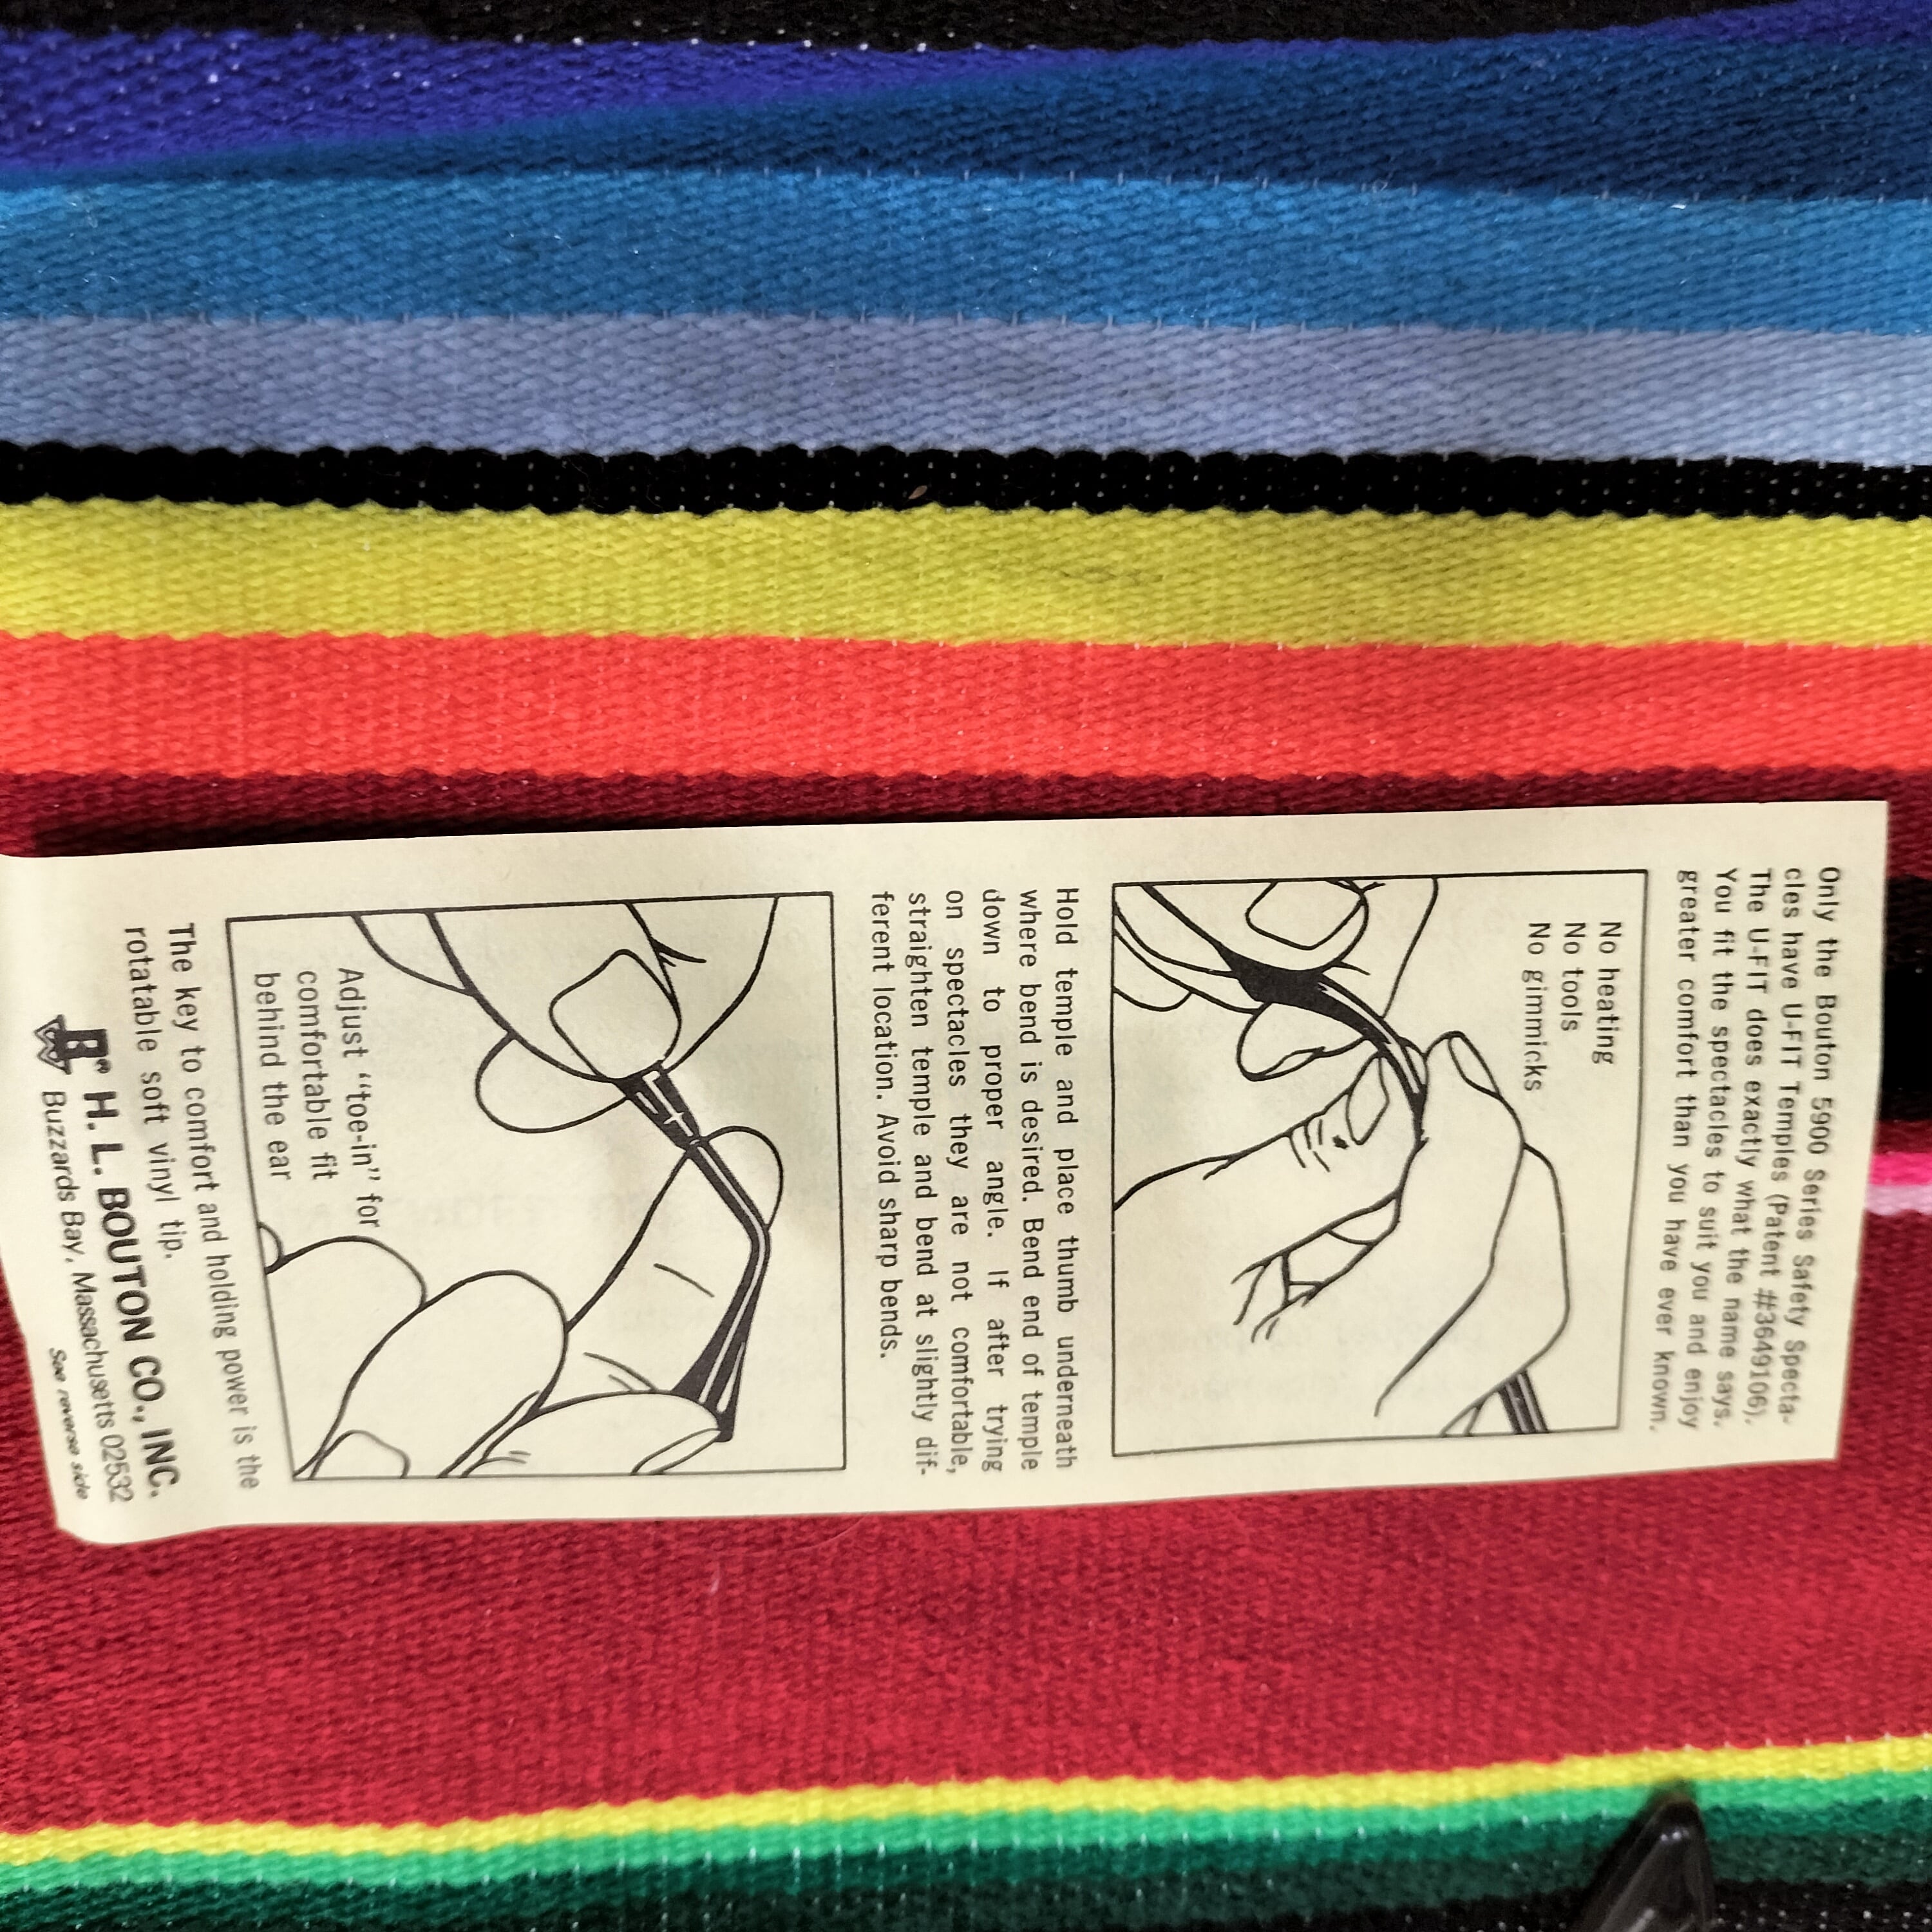 Only the Bouton 5900 Series Safety Specta-
cles have U-FIT Temples (Patent #3649106).
The U-FIT does exactly what the name says.
You fit the spectacles to suit you and enjoy
greater comfort than you have ever known.
No heating
No tools
No gimmicks
Hold temple and place thumb underneath
where bend is desired. Bend end of temple
down to proper angle. If after trying
on spectacles they are not comfortable,
straighten temple and bend at slightly dif-
ferent location. Avoid sharp bends.
Adjust “toe-in” for
comfortable fit
behind the ear
The key to comfort and holding power is the
rotatable soft vinyl tip.
H. L. BOUTON CO., INC.
Buzzards Bay, Massachusetts 02532
See reverse side